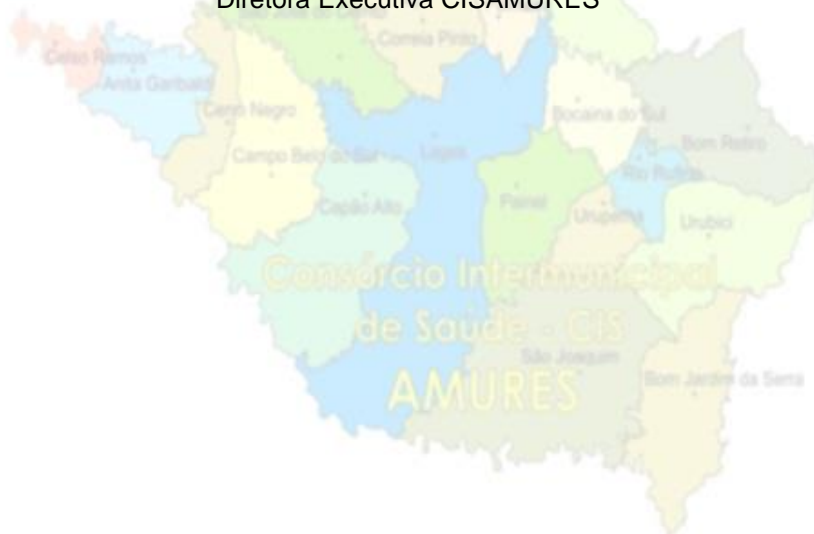 Diretora Executiva CISAMURES
Correia Pinto
Celso Ramos
Anita Garibaldi
Cerro Negro
Bocaina do Sul
Bom Retiro
Campo Belo do Sul
Lages
Rio Rufino
Capão Alto
Painel
Urupema
Urubici
Consórcio Intermunicipal
de Saúde - CIS
São Joaquim
AMURES
Bom Jardim da Serra